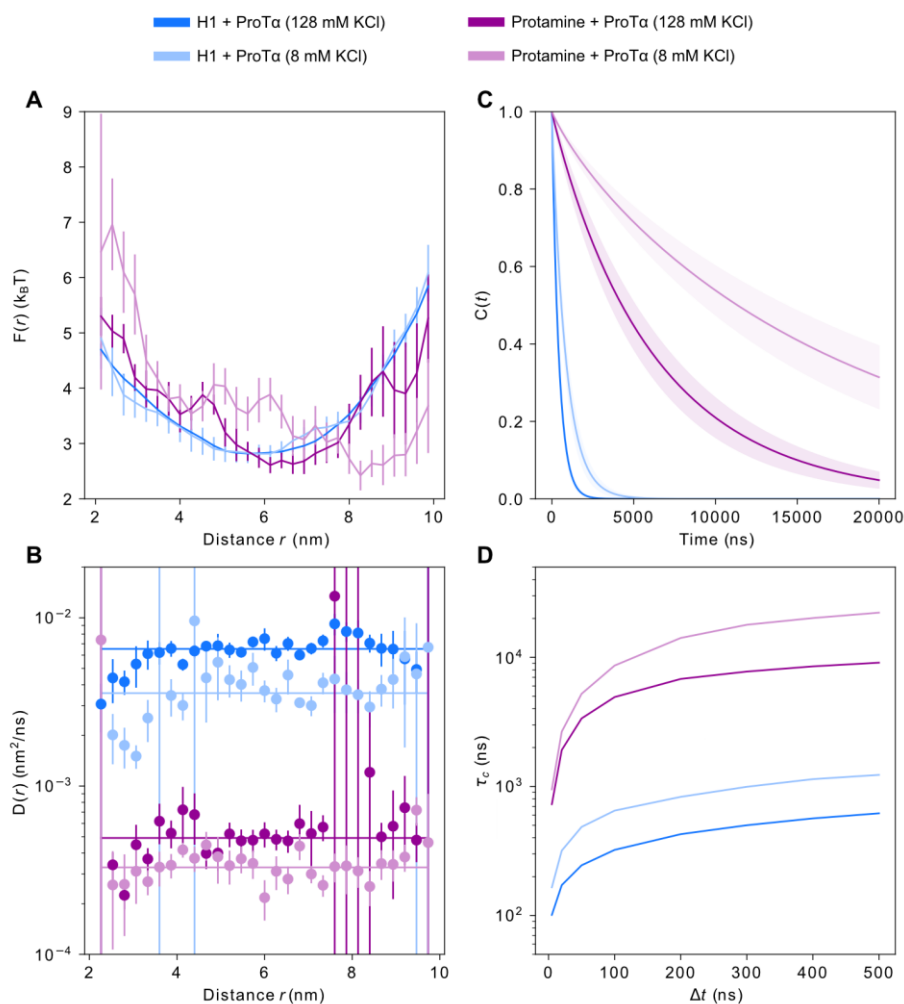 H1 + ProTα (128 mM KCl)
Protamine + ProTα (128 mM KCl)
H1 + ProTα (8 mM KCl)
Protamine + ProTα (8 mM KCl)
A
9
8
7
6
5
4
3
2
F(r) (kBT)
2
4
6
8
10
Distance r (nm)
C
1.0
0.8
0.6
0.4
0.2
0.0
C(t)
0
5000
10000
15000
20000
Time (ns)
B
10⁻²
10⁻³
10⁻⁴
D(r) (nm²/ns)
2
4
6
8
10
Distance r (nm)
D
10⁴
10³
10²
τc (ns)
0
100
200
300
400
500
Δt (ns)